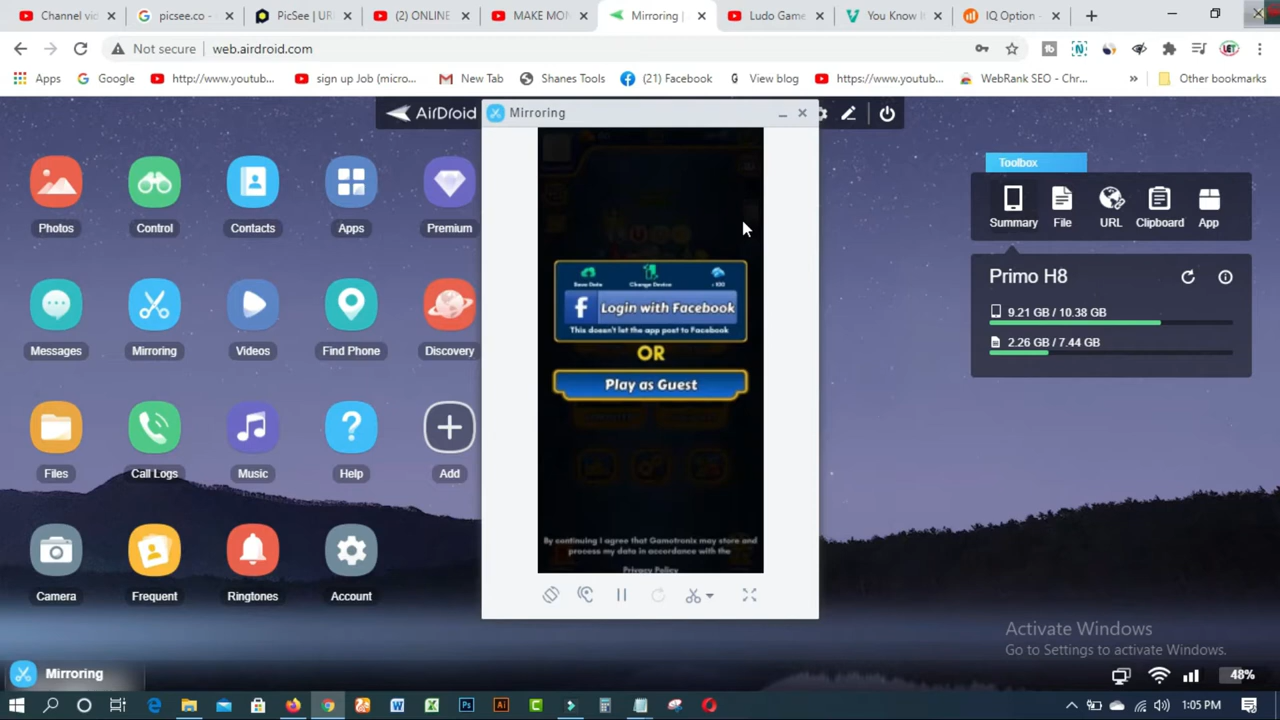 Channel vid
picsee.co -
PicSee | UR
(2) ONLINE
MAKE MON
Mirroring |
Ludo Game
You Know I
IQ Option -
Not secure
web.airdroid.com
Apps
Google
http://www.youtub...
sign up Job (micro...
New Tab
Shanes Tools
(21) Facebook
View blog
https://www.youtub...
WebRank SEO - Chr...
»
Other bookmarks
AirDroid
Mirroring
Toolbox
Photos
Control
Contacts
Apps
Premium
Summary
File
URL
Clipboard
App
Save Data
Change Device
Login with Facebook
This doesn't let the app post to Facebook
OR
Play as Guest
Primo H8
9.21 GB / 10.38 GB
2.26 GB / 7.44 GB
Messages
Mirroring
Videos
Find Phone
Discovery
Files
Call Logs
Music
Help
Add
By continuing I agree that Gamotronix may store and
process my data in accordance with the
Privacy Policy
Camera
Frequent
Ringtones
Account
Activate Windows
Go to Settings to activate Windows.
Mirroring
48%
1:05 PM